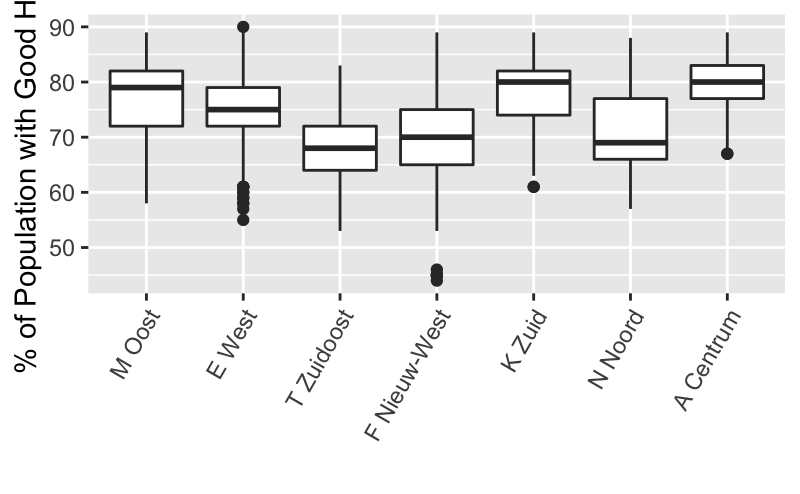 % of Population with Good H
90
80
70
60
50
M Oost
E West
T Zuidoost
F Nieuw-West
K Zuid
N Noord
A Centrum